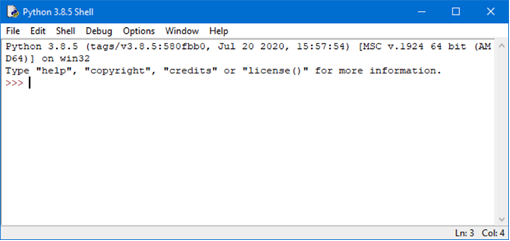 Python 3.8.5 Shell
File Edit Shell Debug Options Window Help
Python 3.8.5 (tags/v3.8.5:580fbb0, Jul 20 2020, 15:57:54) [MSC v.1924 64 bit (AM
D64)] on win32
Type "help", "copyright", "credits" or "license()" for more information.
>>>
Ln: 3 Col: 4